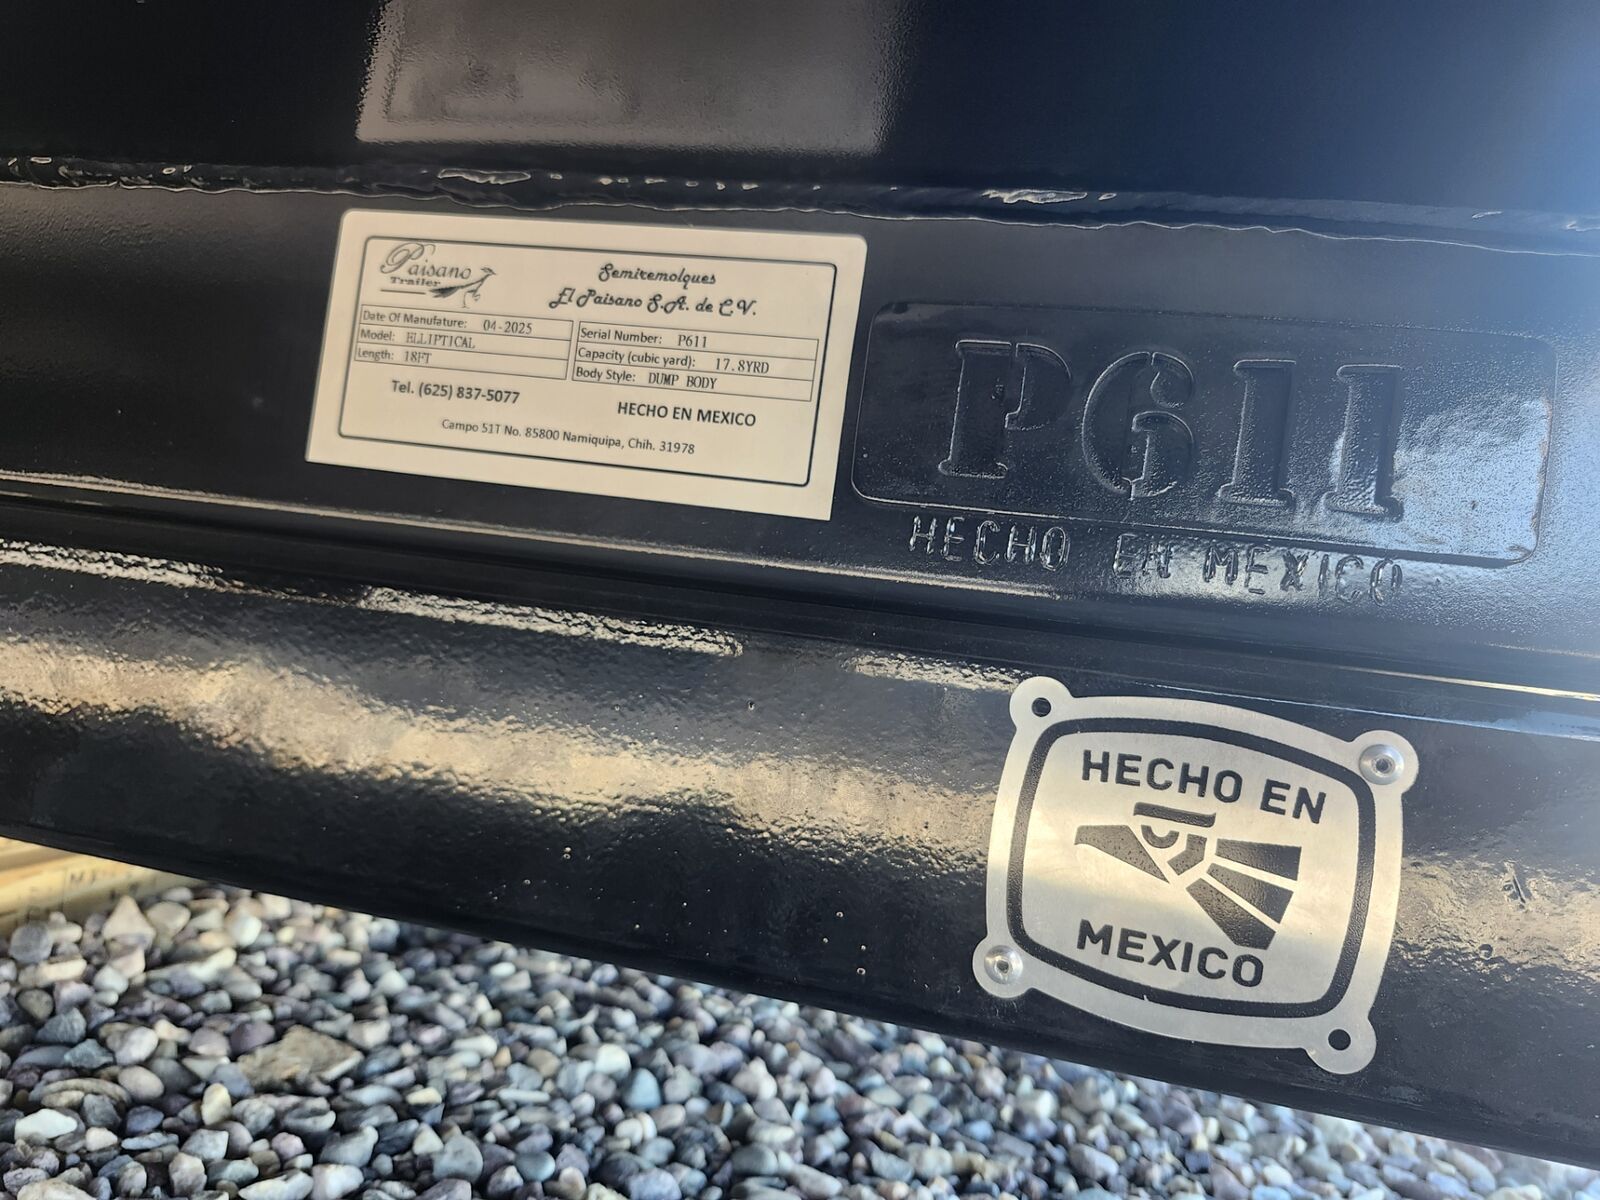 Paisano
Trailer
Semiremolques
El Paisano S.A. de C.V.
Date Of Manufature: 04-2025
Model: ELLIPTICAL
Length: 18FT
Serial Number: P611
Capacity (cubic yard): 17.8YRD
Body Style: DUMP BODY
Tel. (625) 837-5077
HECHO EN MEXICO
Campo 51T No. 85800 Namiquipa, Chih. 31978
P611
HECHO EN MEXICO
HECHO EN
MEXICO